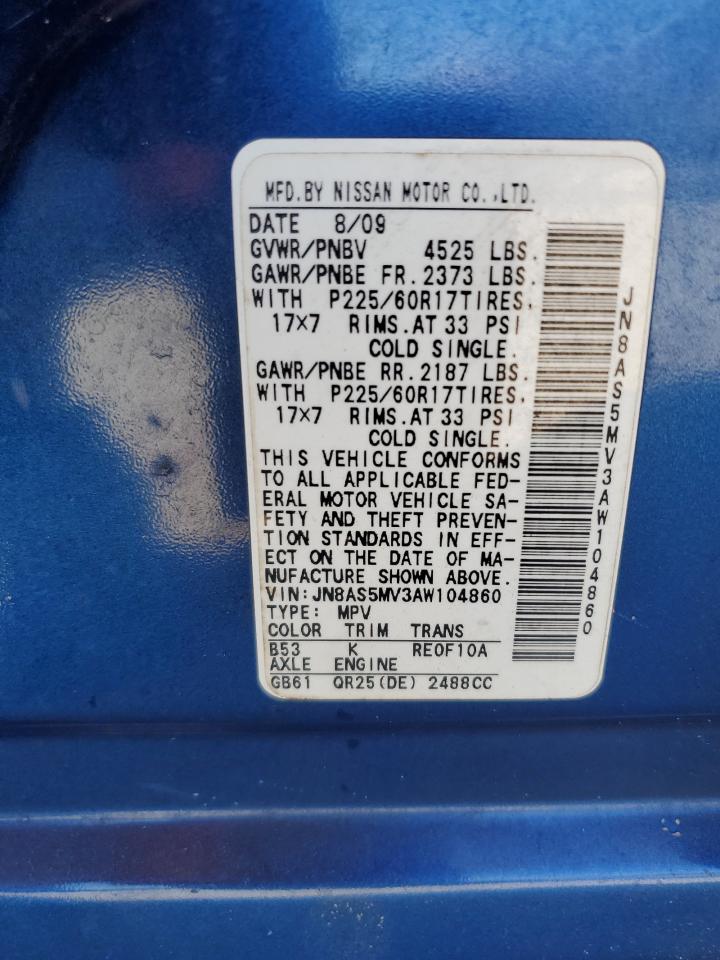 MFD.BY NISSAN MOTOR CO.,LTD.
DATE 8/09
GVWR/PNBV 4525 LBS.
GAWR/PNBE FR.2373 LBS.
WITH P225/60R17TIRES.
17×7 RIMS.AT 33 PSI
COLD SINGLE.
GAWR/PNBE RR.2187 LBS.
WITH P225/60R17TIRES.
17×7 RIMS.AT 33 PSI
COLD SINGLE.
THIS VEHICLE CONFORMS
TO ALL APPLICABLE FED-
ERAL MOTOR VEHICLE SA-
FETY AND THEFT PREVEN-
TION STANDARDS IN EFF-
ECT ON THE DATE OF MA-
NUFACTURE SHOWN ABOVE.
VIN:JN8AS5MV3AW104860
TYPE: MPV
COLOR TRIM TRANS
B53 K RE0F10A
AXLE ENGINE
GB61 QR25(DE) 2488CC
JN8AS5MV3AW104860